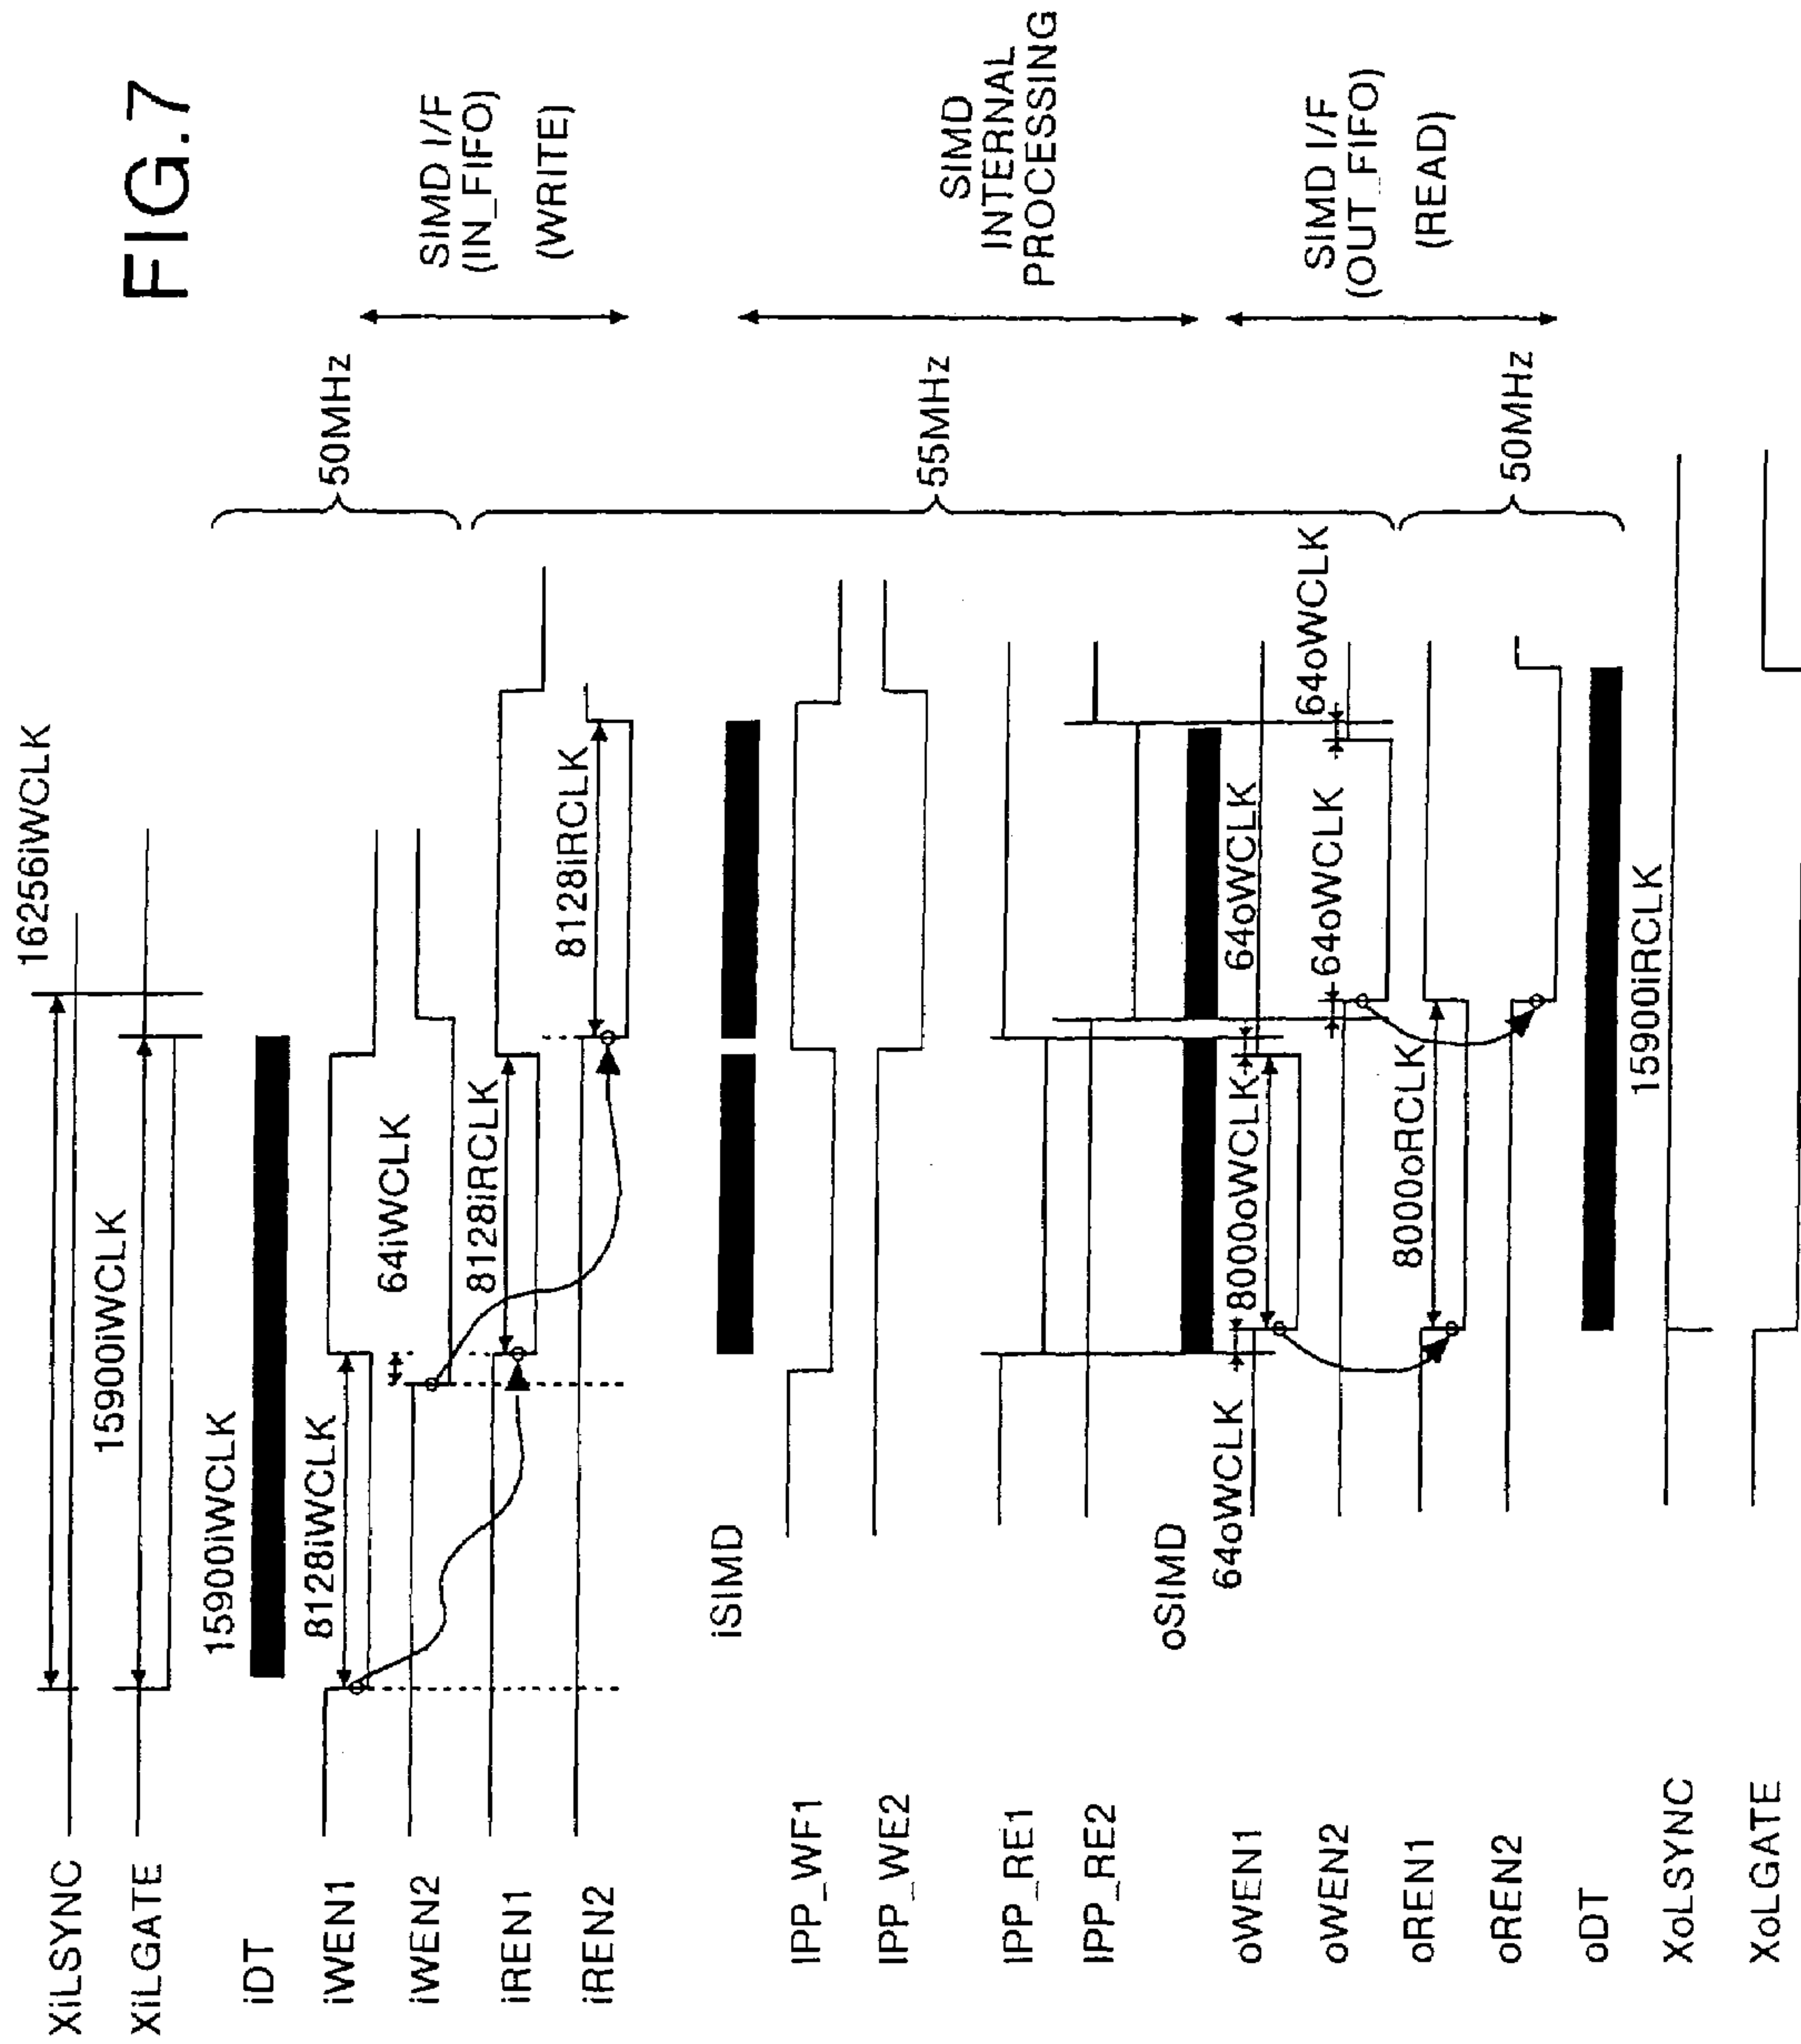 FIG.7
16256iWCLK
XiLSYNC
15900iWCLK
XiLGATE
15900iWCLK
iDT
50MHz
8128iWCLK
iWEN1
SIMD I/F
(IN_FIFO)
(WRITE)
64iWCLK
iWEN2
8128iRCLK
iREN1
8128iRCLK
iREN2
iSIMD
IPP_WF1
IPP_WE2
55MHz
SIMD
INTERNAL
PROCESSING
IPP_RE1
IPP_RE2
oSIMD
64oWCLK
8000oWCLK
64oWCLK
oWEN1
64oWCLK
64oWCLK
oWEN2
SIMD I/F
(OUT_FIFO)
(READ)
8000oRCLK
oREN1
50MHz
oREN2
oDT
15900iRCLK
XoLSYNC
XoLGATE